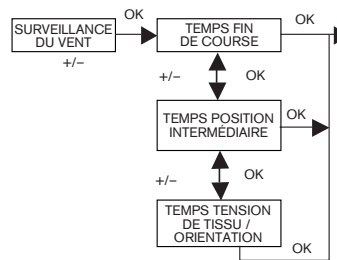 OK
OK
SURVEILLANCE
DU VENT
+/–
TEMPS FIN
DE COURSE
+/–
OK
TEMPS POSITION
INTERMÉDIAIRE
OK
+/–
OK
TEMPS TENSION
DE TISSU /
ORIENTATION
OK